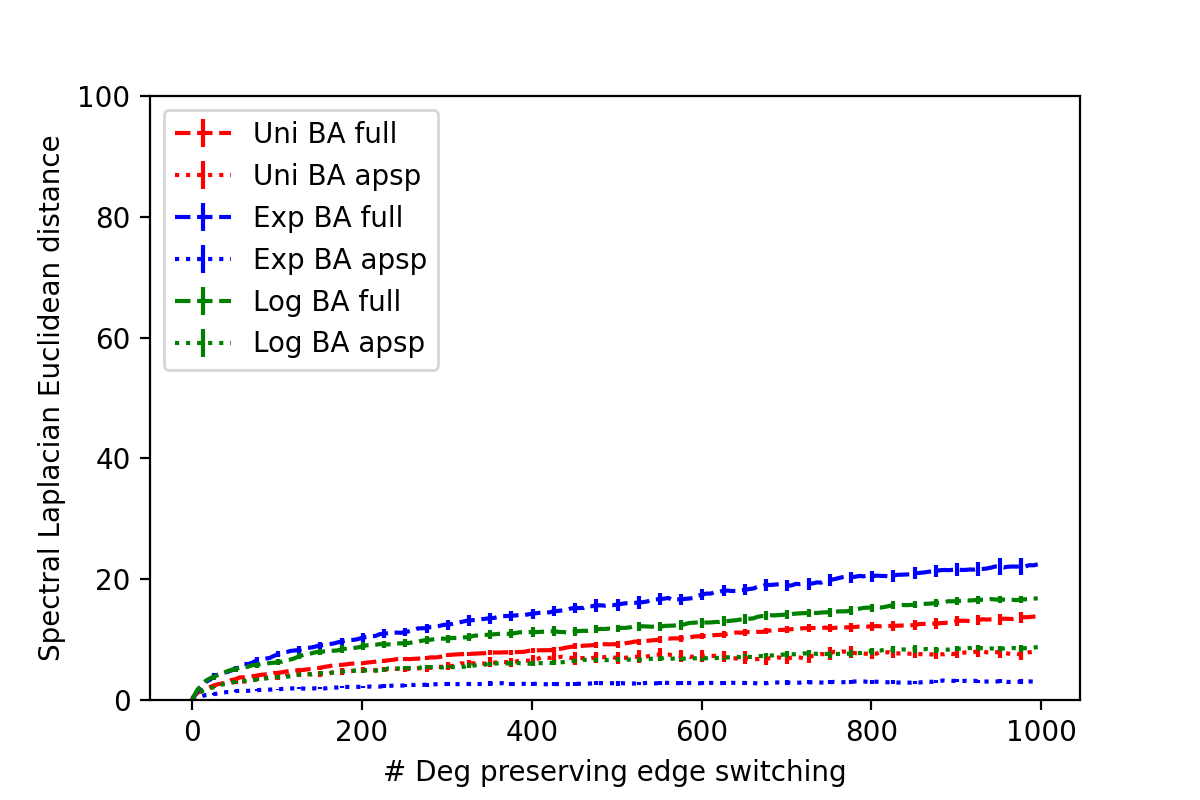 100
80
60
40
20
0
Spectral Laplacian Euclidean distance
Uni BA full
Uni BA apsp
Exp BA full
Exp BA apsp
Log BA full
Log BA apsp
0 200 400 600 800 1000
# Deg preserving edge switching